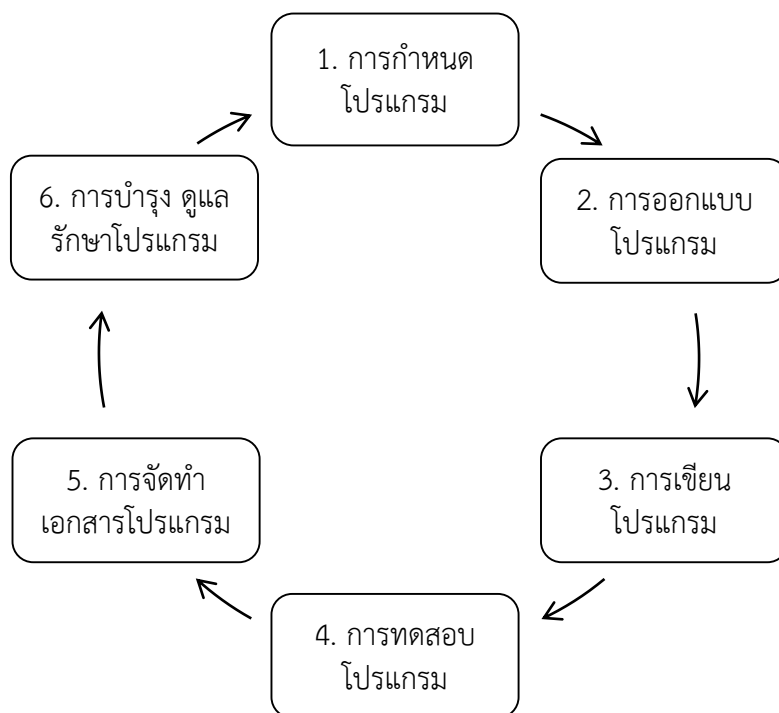 1. การกำหนด
โปรแกรม
2. การออกแบบ
โปรแกรม
3. การเขียน
โปรแกรม
4. การทดสอบ
โปรแกรม
5. การจัดทำ
เอกสารโปรแกรม
6. การบำรุง ดูแล
รักษาโปรแกรม